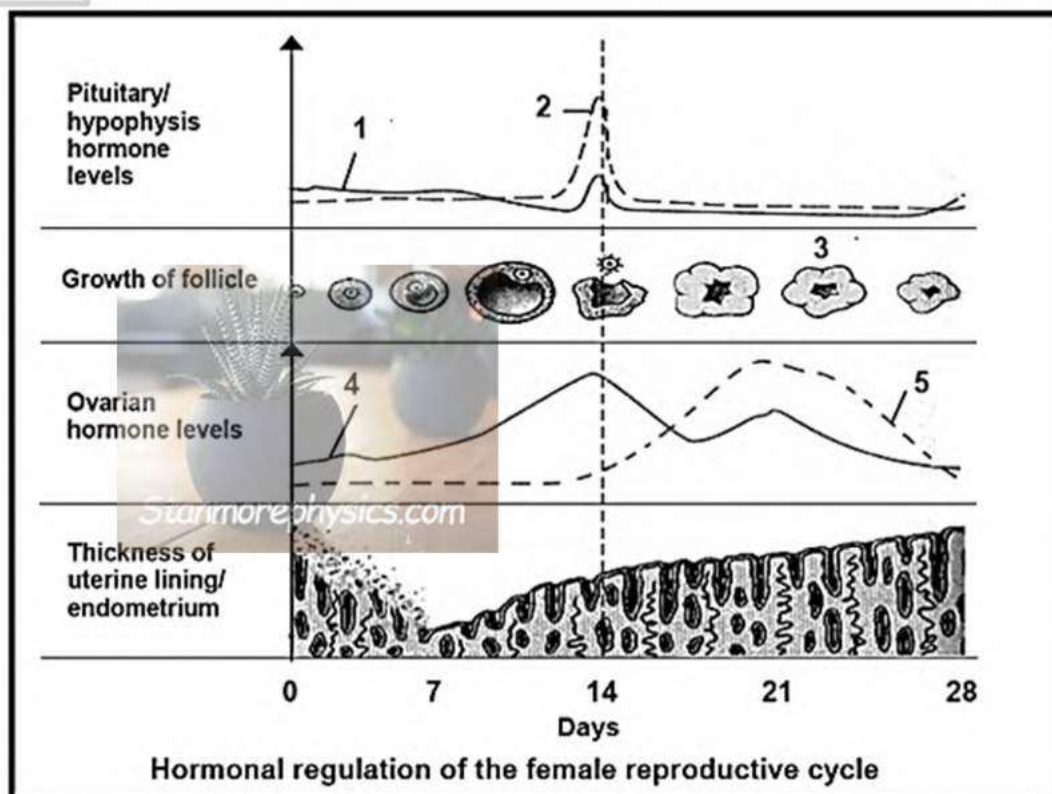 Pituitary/
hypophysis
hormone
levels
1
2
Growth of follicle
3
Ovarian
hormone levels
4
5
Stanmorephysics.com
Thickness of
uterine lining/
endometrium
0 7 14 21 28
Days
Hormonal regulation of the female reproductive cycle